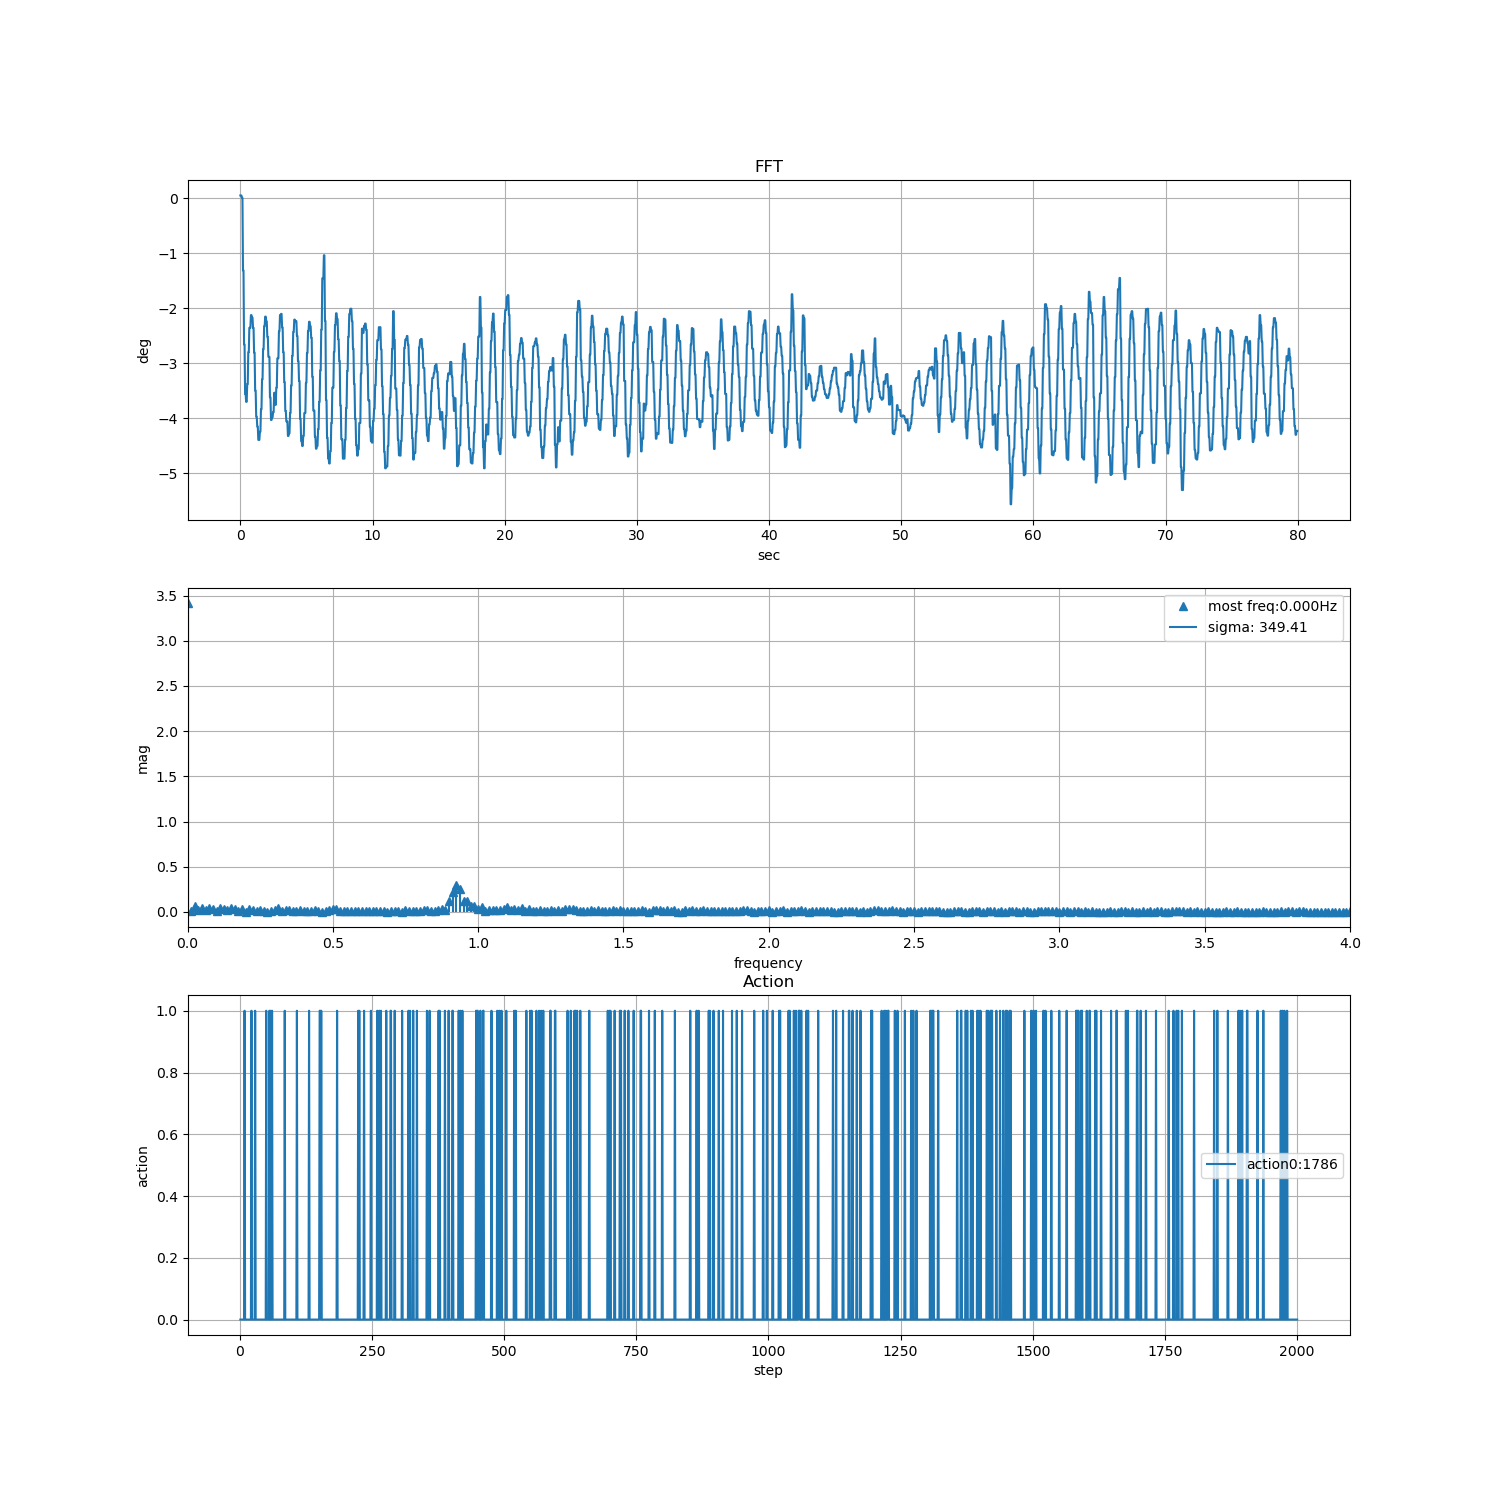 FFT
0
−1
−2
−3
−4
−5
deg
0 10 20 30 40 50 60 70 80
sec
3.5
3.0
2.5
2.0
1.5
1.0
0.5
0.0
mag
most freq:0.000Hz
sigma: 349.41
0.0 0.5 1.0 1.5 2.0 2.5 3.0 3.5 4.0
frequency
Action
1.0
0.8
0.6
0.4
0.2
0.0
action
action0:1786
0 250 500 750 1000 1250 1500 1750 2000
step